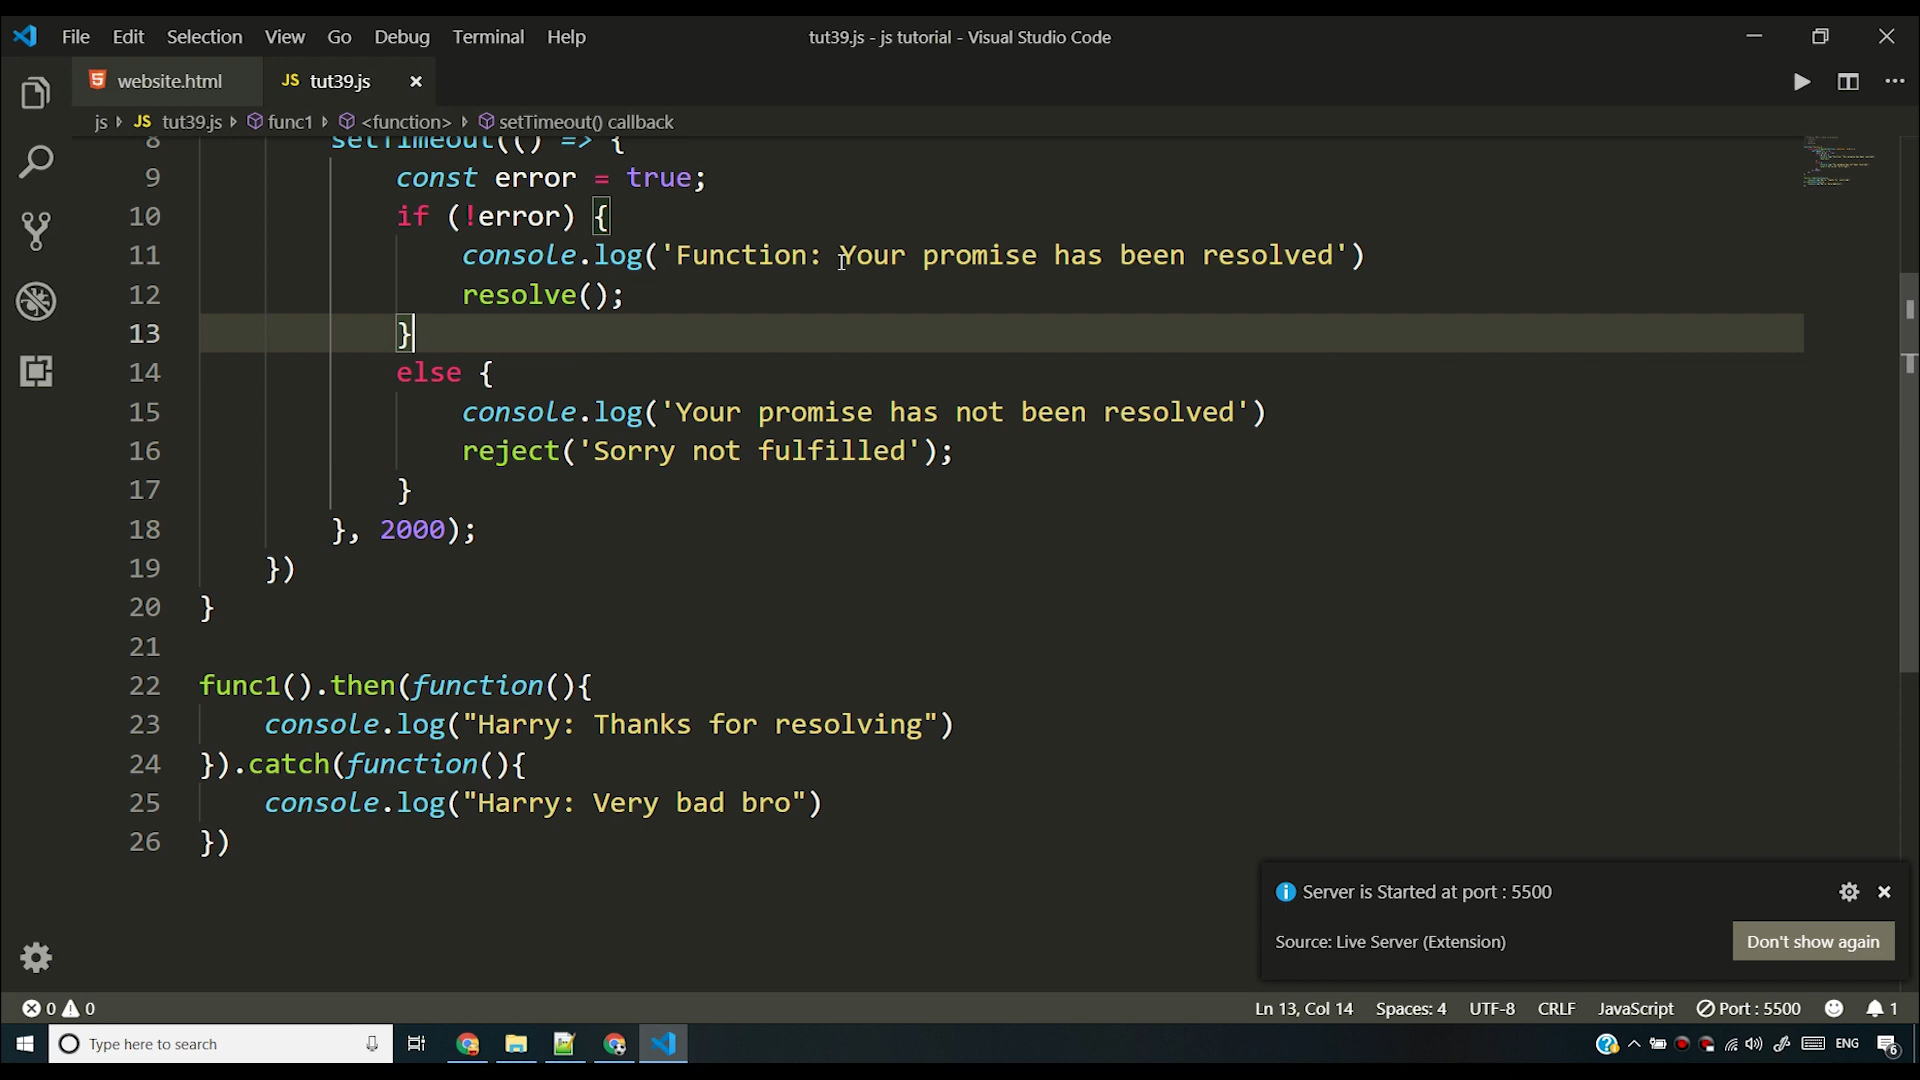 File Edit Selection View Go Debug Terminal Help tut39.js - js tutorial - Visual Studio Code
website.html JS tut39.js
js JS tut39.js func1 <function> setTimeout() callback
8 setTimeout(() => {
9 const error = true;
10 if (!error) {
11 console.log('Function: Your promise has been resolved')
12 resolve();
13 }
14 else {
15 console.log('Your promise has not been resolved')
16 reject('Sorry not fulfilled');
17 }
18 }, 2000);
19 })
20 }
21
22 func1().then(function(){
23 console.log("Harry: Thanks for resolving")
24 }).catch(function(){
25 console.log("Harry: Very bad bro")
26 })
Server is Started at port : 5500
Source: Live Server (Extension) Don't show again
0 0 Ln 13, Col 14 Spaces: 4 UTF-8 CRLF JavaScript Port : 5500 1
Type here to search ENG 6